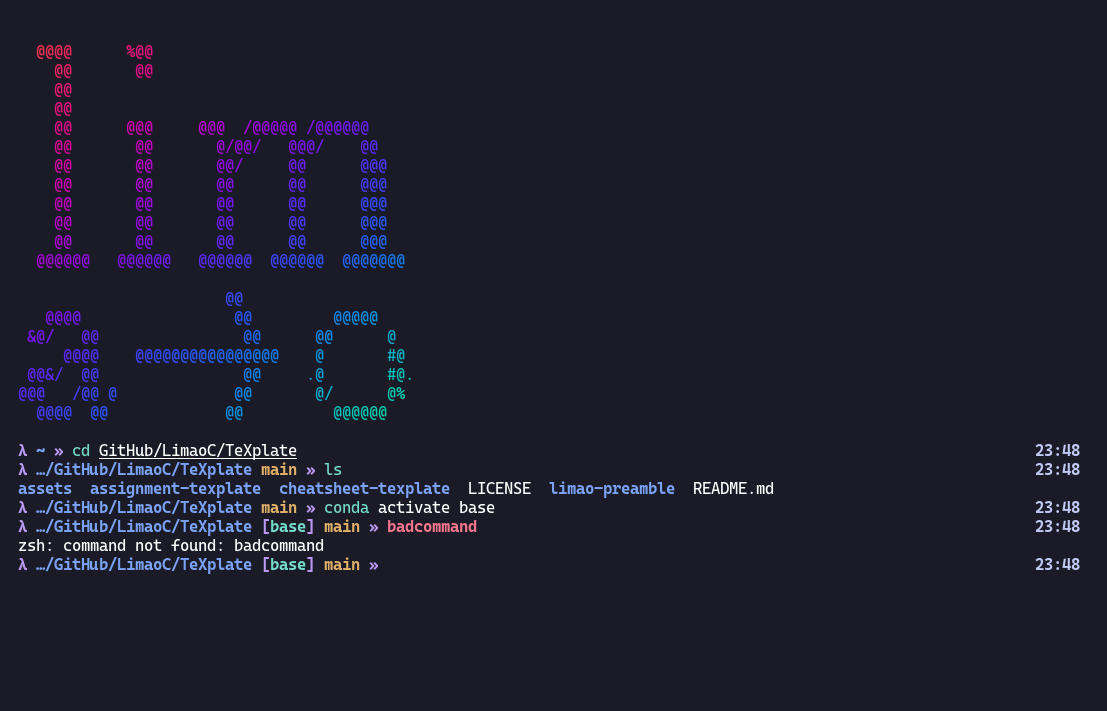 @@@@      %@@
    @@       @@
    @@
    @@
    @@      @@@     @@@  /@@@@@ /@@@@@@
    @@       @@       @/@@/   @@@/    @@
    @@       @@       @@/     @@      @@@
    @@       @@       @@      @@      @@@
    @@       @@       @@      @@      @@@
    @@       @@       @@      @@      @@@
    @@       @@       @@      @@      @@@
  @@@@@@   @@@@@@   @@@@@@  @@@@@@  @@@@@@@
                       @@
   @@@@                 @@         @@@@@
 &@/   @@                @@      @@      @
     @@@@    @@@@@@@@@@@@@@@@    @       #@
 @@&/  @@                @@     .@       #@.
@@@   /@@ @             @@       @/      @%
  @@@@  @@             @@          @@@@@@
λ ~ » cd GitHub/LimaoC/TeXplate 23:48
λ …/GitHub/LimaoC/TeXplate main » ls 23:48
assets  assignment-texplate  cheatsheet-texplate  LICENSE  limao-preamble  README.md
λ …/GitHub/LimaoC/TeXplate main » conda activate base 23:48
λ …/GitHub/LimaoC/TeXplate [base] main » badcommand 23:48
zsh: command not found: badcommand
λ …/GitHub/LimaoC/TeXplate [base] main » 23:48